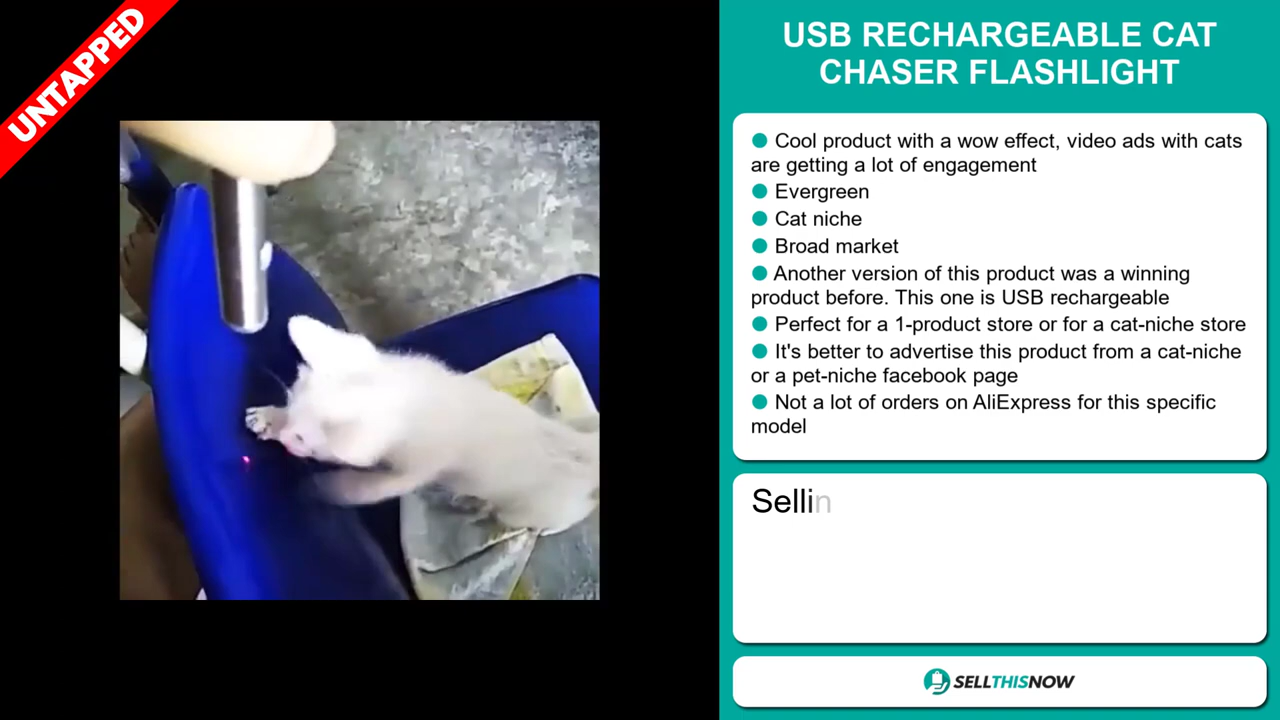 UNTAPPED
USB RECHARGEABLE CAT
CHASER FLASHLIGHT
● Cool product with a wow effect, video ads with cats
are getting a lot of engagement
● Evergreen
● Cat niche
● Broad market
● Another version of this product was a winning
product before. This one is USB rechargeable
● Perfect for a 1-product store or for a cat-niche store
● It's better to advertise this product from a cat-niche
or a pet-niche facebook page
● Not a lot of orders on AliExpress for this specific
model
Sellin
SELLTHISNOW